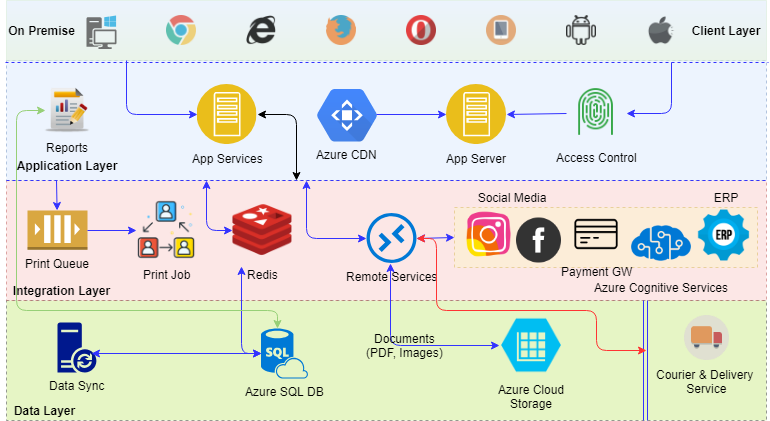 On Premise
Client Layer
Reports
App Services
Azure CDN
App Server
Access Control
Application Layer
Social Media
ERP
ERP
Print Queue
Print Job
Redis
Remote Services
Payment GW
Azure Cognitive Services
Integration Layer
Documents
(PDF, Images)
SQL
Data Sync
Azure SQL DB
Azure Cloud
Storage
Courier & Delivery
Service
Data Layer